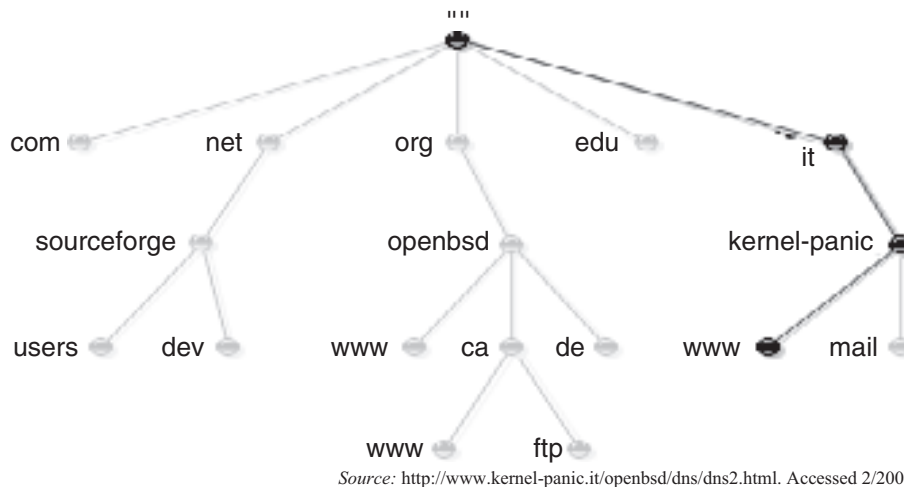 ""
com net org edu it
sourceforge openbsd kernel-panic
users dev www ca de www mail
www ftp
Source: http://www.kernel-panic.it/openbsd/dns/dns2.html. Accessed 2/200